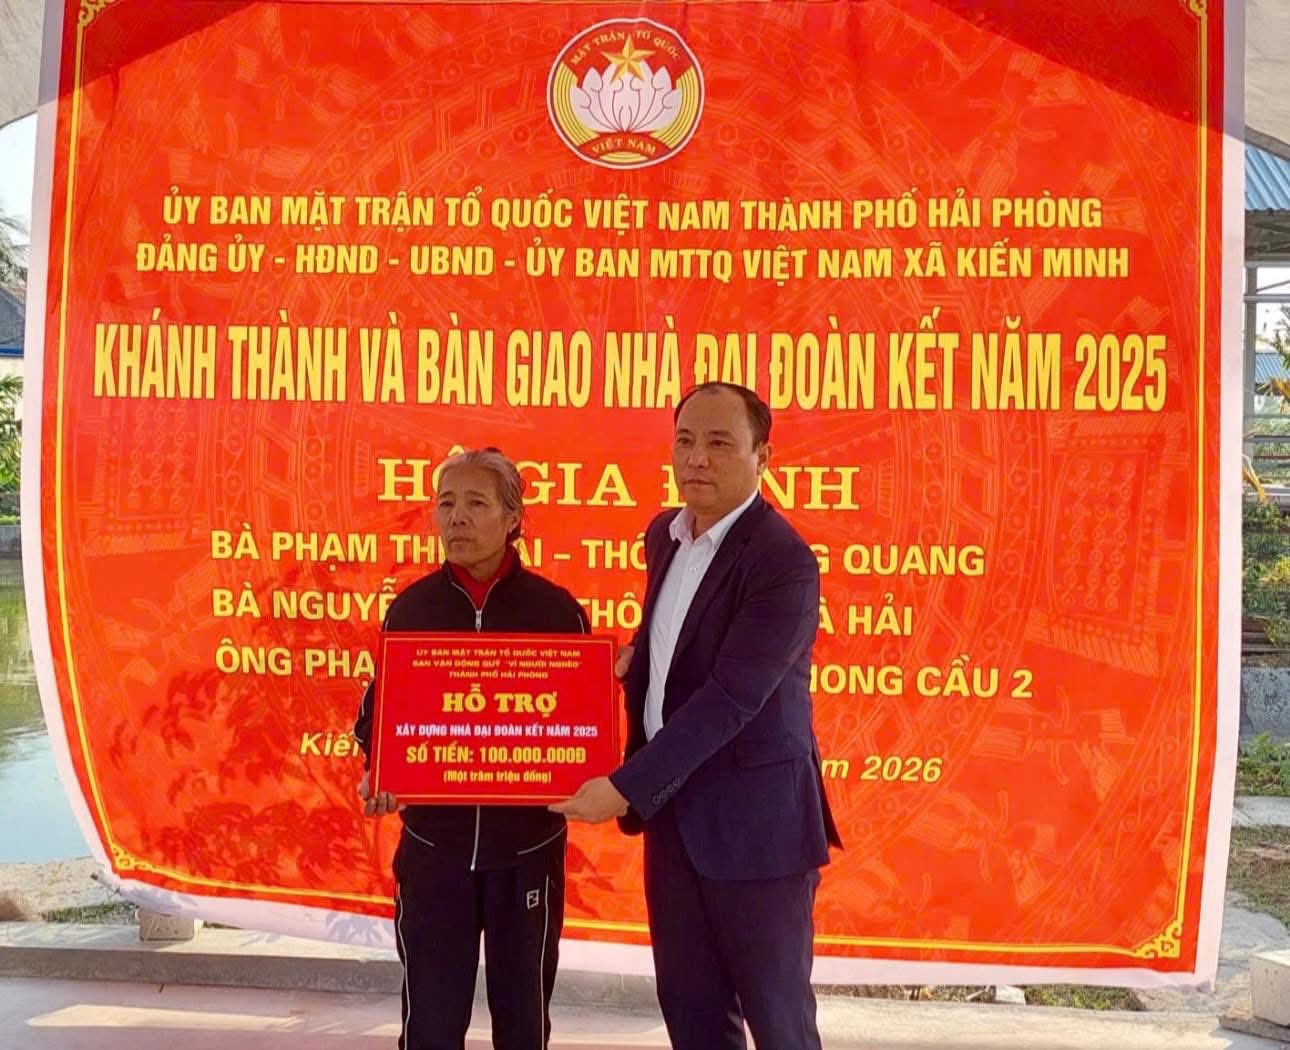 MẶT TRẬN TỔ QUỐC
VIỆT NAM
ỦY BAN MẶT TRẬN TỔ QUỐC VIỆT NAM THÀNH PHỐ HẢI PHÒNG
ĐẢNG ỦY - HĐND - UBND - ỦY BAN MTTQ VIỆT NAM XÃ KIẾN MINH
KHÁNH THÀNH VÀ BÀN GIAO NHÀ ĐẠI ĐOÀN KẾT NĂM 2025
HỘ GIA ĐÌNH
BÀ PHẠM QUANG
BÀ HẢI
ÔNG CẦU 2
2026
ỦY BAN MẶT TRẬN TỔ QUỐC VIỆT NAM
BAN VẬN ĐỘNG QUỸ "VÌ NGƯỜI NGHÈO"
THÀNH PHỐ HẢI PHÒNG
HỖ TRỢ
XÂY DỰNG NHÀ ĐẠI ĐOÀN KẾT NĂM 2025
SỐ TIỀN: 100.000.000Đ
(Một trăm triệu đồng)